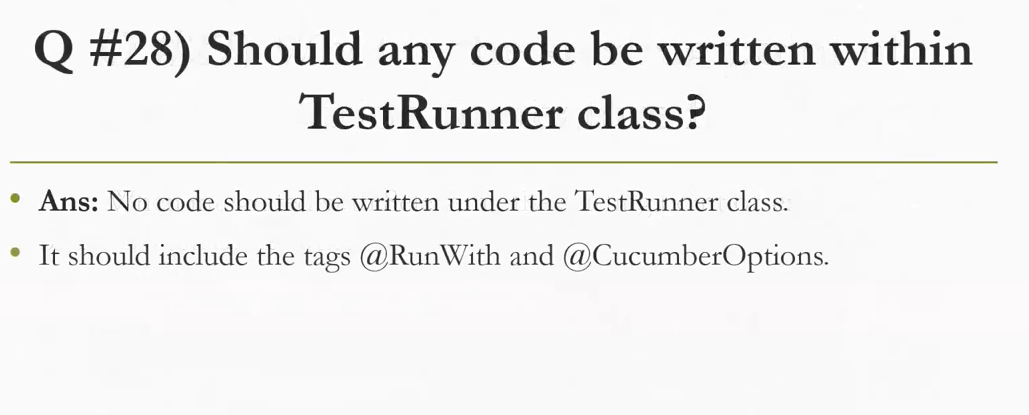 Q #28) Should any code be written within
TestRunner class?
• Ans: No code should be written under the TestRunner class.
• It should include the tags @RunWith and @CucumberOptions.